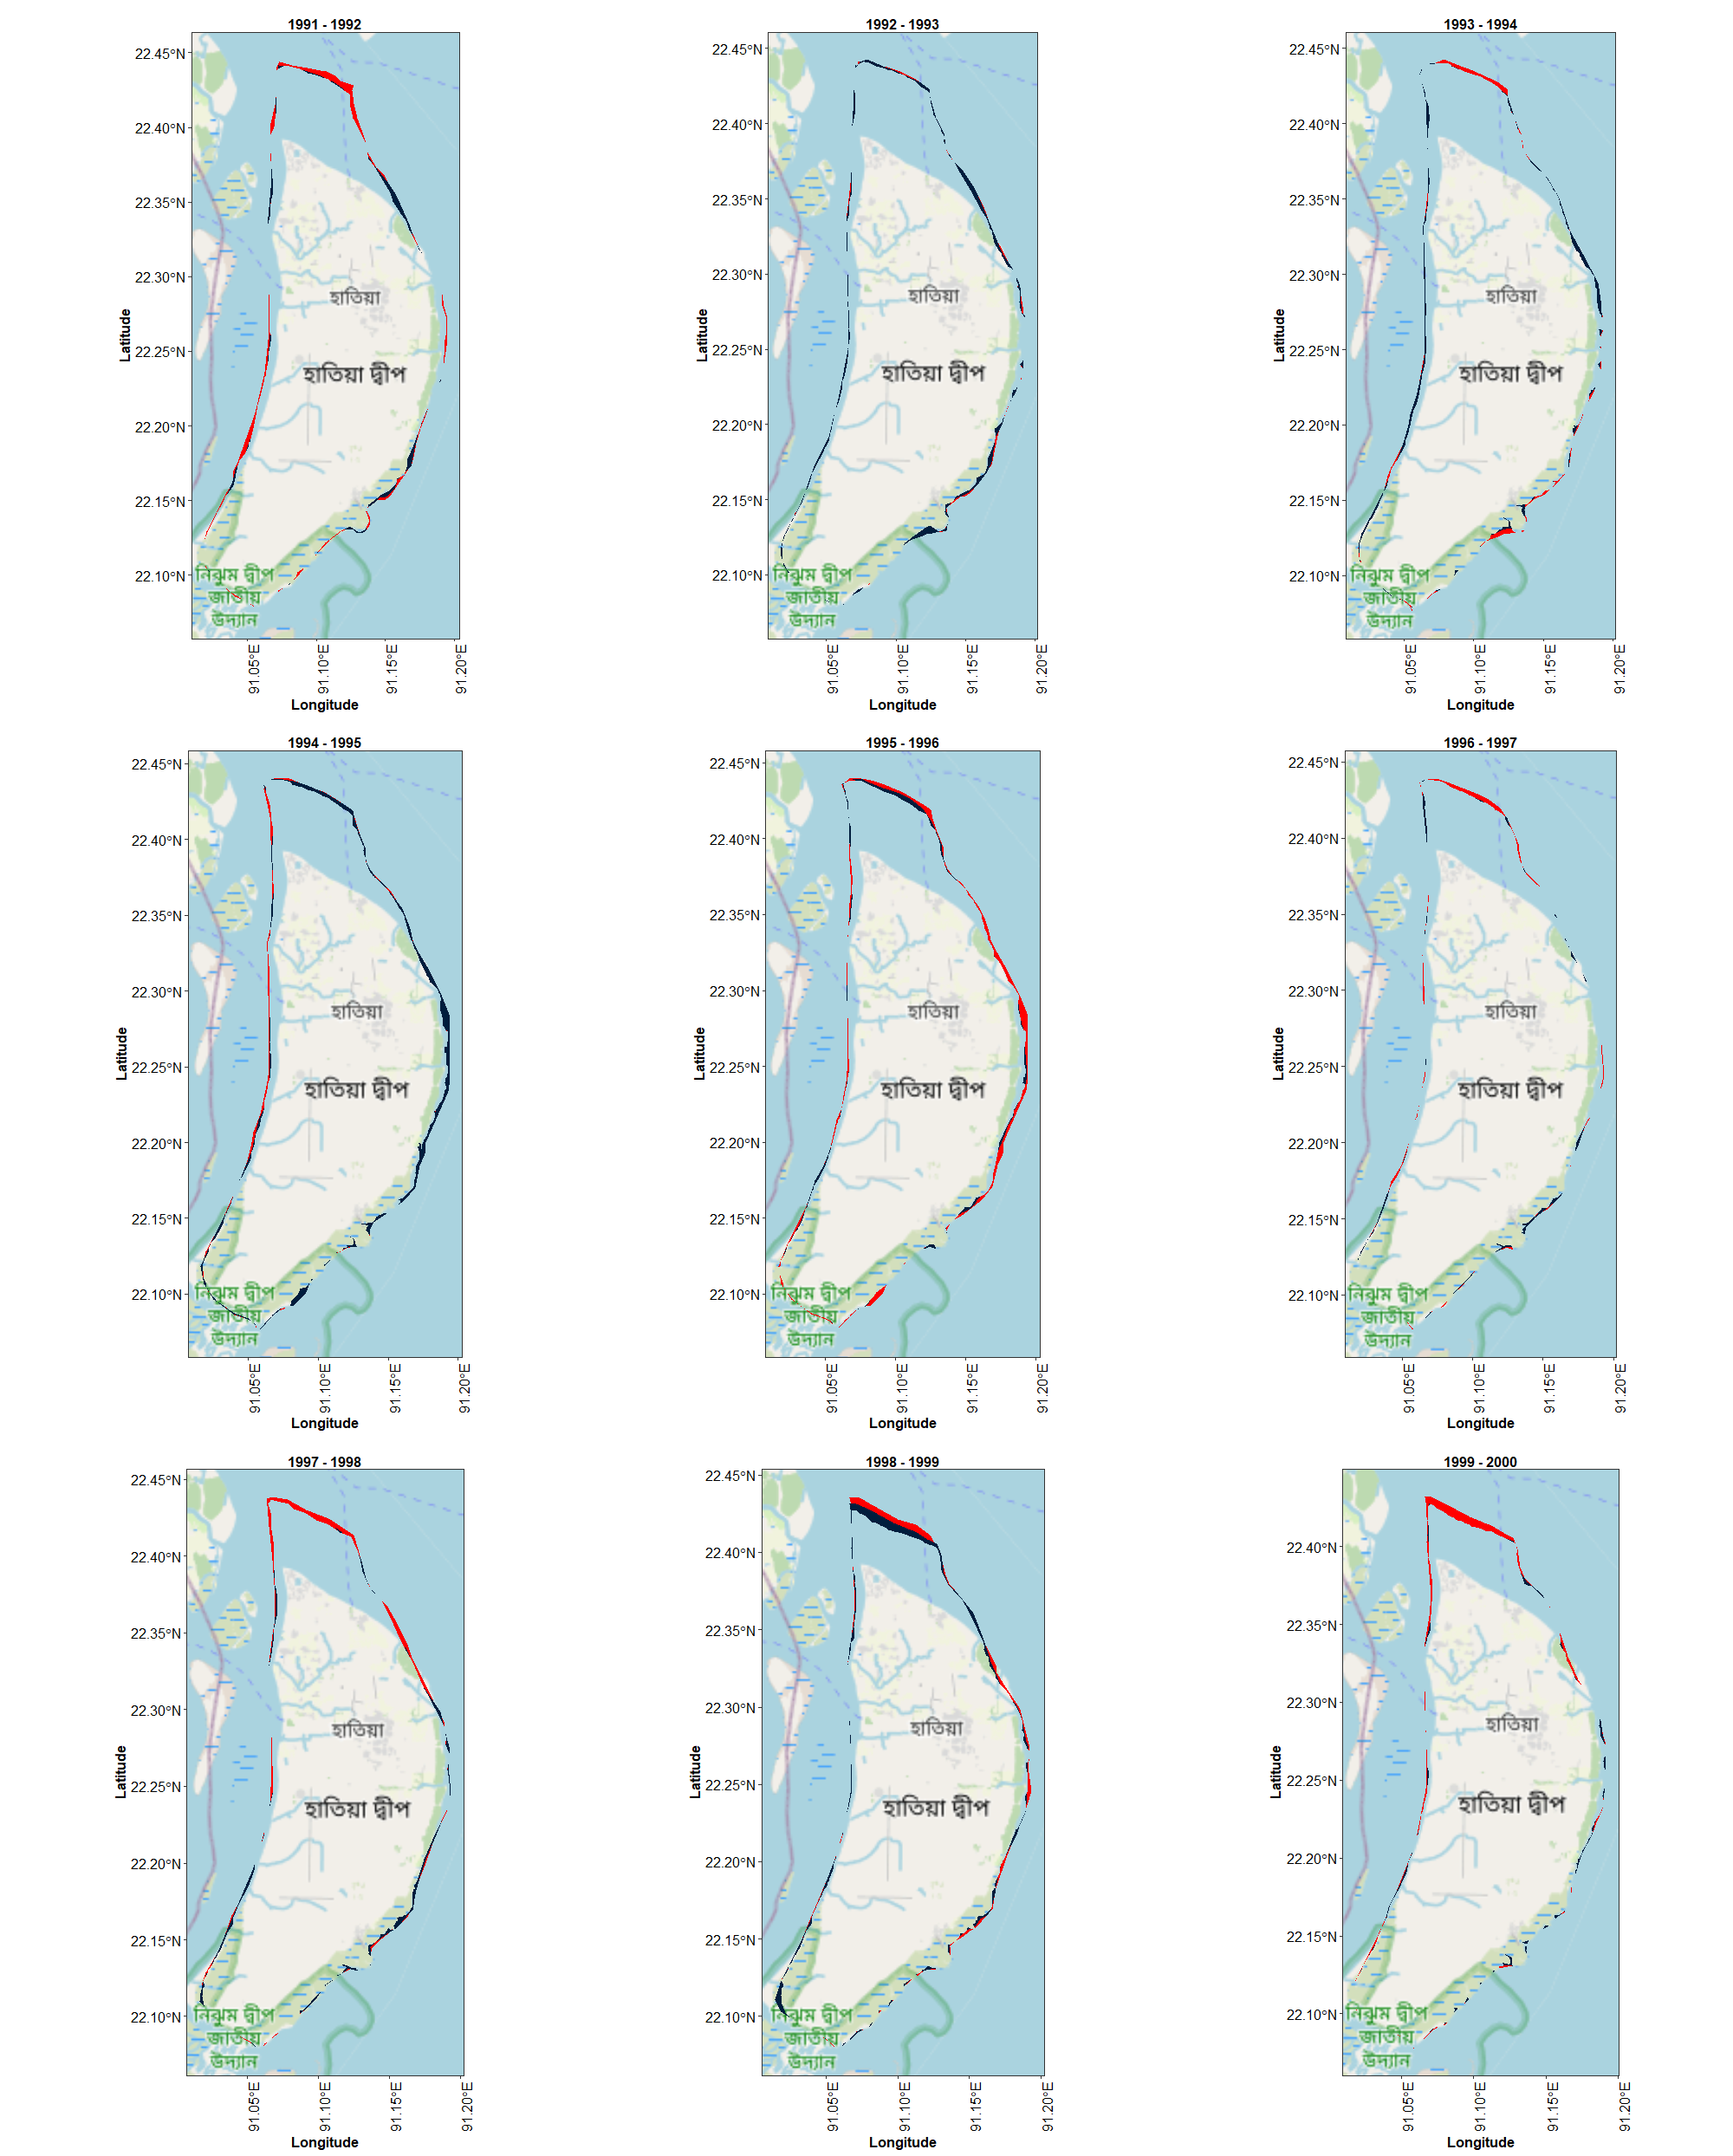 1991 - 1992
22.45°N
22.40°N
22.35°N
22.30°N
22.25°N
22.20°N
22.15°N
22.10°N
Latitude
হাতিয়া
হাতিয়া দ্বীপ
নিঝুম দ্বীপ
জাতীয়
উদ্যান
91.05°E
91.10°E
91.15°E
91.20°E
Longitude
1992 - 1993
22.45°N
22.40°N
22.35°N
22.30°N
22.25°N
22.20°N
22.15°N
22.10°N
Latitude
হাতিয়া
হাতিয়া দ্বীপ
নিঝুম দ্বীপ
জাতীয়
উদ্যান
91.05°E
91.10°E
91.15°E
91.20°E
Longitude
1993 - 1994
22.45°N
22.40°N
22.35°N
22.30°N
22.25°N
22.20°N
22.15°N
22.10°N
Latitude
হাতিয়া
হাতিয়া দ্বীপ
নিঝুম দ্বীপ
জাতীয়
উদ্যান
91.05°E
91.10°E
91.15°E
91.20°E
Longitude
1994 - 1995
22.45°N
22.40°N
22.35°N
22.30°N
22.25°N
22.20°N
22.15°N
22.10°N
Latitude
হাতিয়া
হাতিয়া দ্বীপ
নিঝুম দ্বীপ
জাতীয়
উদ্যান
91.05°E
91.10°E
91.15°E
91.20°E
Longitude
1995 - 1996
22.45°N
22.40°N
22.35°N
22.30°N
22.25°N
22.20°N
22.15°N
22.10°N
Latitude
হাতিয়া
হাতিয়া দ্বীপ
নিঝুম দ্বীপ
জাতীয়
উদ্যান
91.05°E
91.10°E
91.15°E
91.20°E
Longitude
1996 - 1997
22.45°N
22.40°N
22.35°N
22.30°N
22.25°N
22.20°N
22.15°N
22.10°N
Latitude
হাতিয়া
হাতিয়া দ্বীপ
নিঝুম দ্বীপ
জাতীয়
উদ্যান
91.05°E
91.10°E
91.15°E
91.20°E
Longitude
1997 - 1998
22.45°N
22.40°N
22.35°N
22.30°N
22.25°N
22.20°N
22.15°N
22.10°N
Latitude
হাতিয়া
হাতিয়া দ্বীপ
নিঝুম দ্বীপ
জাতীয়
উদ্যান
91.05°E
91.10°E
91.15°E
91.20°E
Longitude
1998 - 1999
22.45°N
22.40°N
22.35°N
22.30°N
22.25°N
22.20°N
22.15°N
22.10°N
Latitude
হাতিয়া
হাতিয়া দ্বীপ
নিঝুম দ্বীপ
জাতীয়
উদ্যান
91.05°E
91.10°E
91.15°E
91.20°E
Longitude
1999 - 2000
22.40°N
22.35°N
22.30°N
22.25°N
22.20°N
22.15°N
22.10°N
Latitude
হাতিয়া
হাতিয়া দ্বীপ
নিঝুম দ্বীপ
জাতীয়
উদ্যান
91.05°E
91.10°E
91.15°E
91.20°E
Longitude